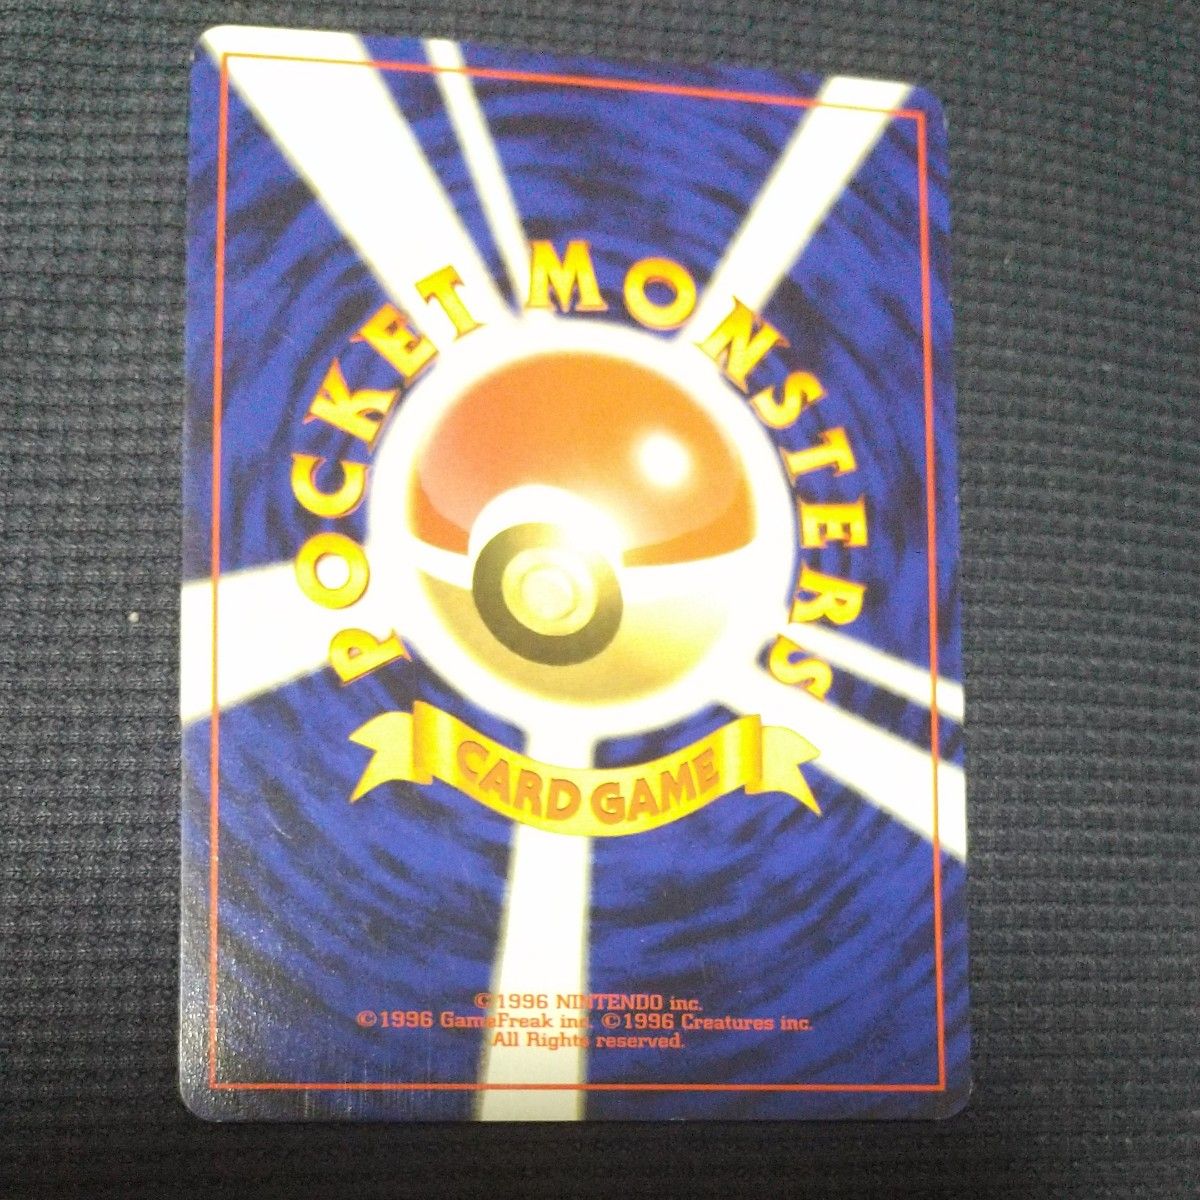 POCKET MONSTERS
CARD GAME
©1996 NINTENDO inc.
©1996 GameFreak inc. ©1996 Creatures inc.
All Rights reserved.